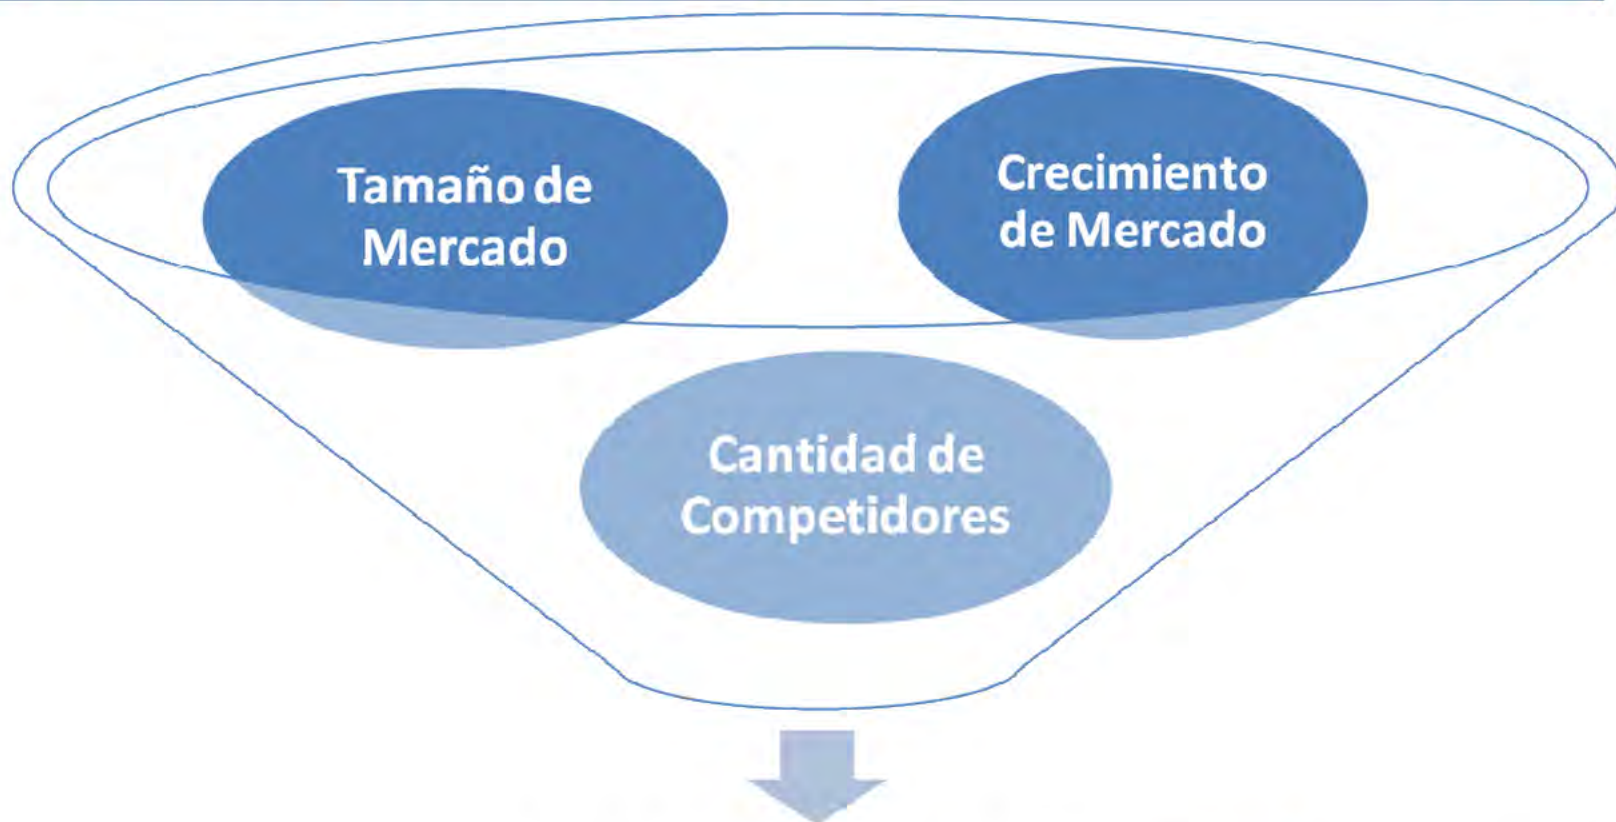 Tamaño de
Mercado
Crecimiento
de Mercado
Cantidad de
Competidores